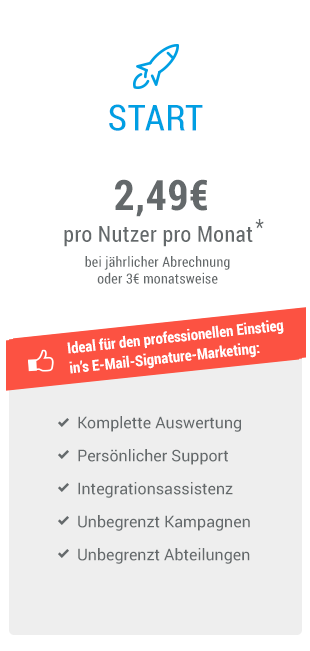 START
2,49€
pro Nutzer pro Monat*
bei jährlicher Abrechnung
oder 3€ monatsweise
Ideal für den professionellen Einstieg
in's E-Mail-Signature-Marketing:
Komplette Auswertung
Persönlicher Support
Integrationsassistenz
Unbegrenzt Kampagnen
Unbegrenzt Abteilungen